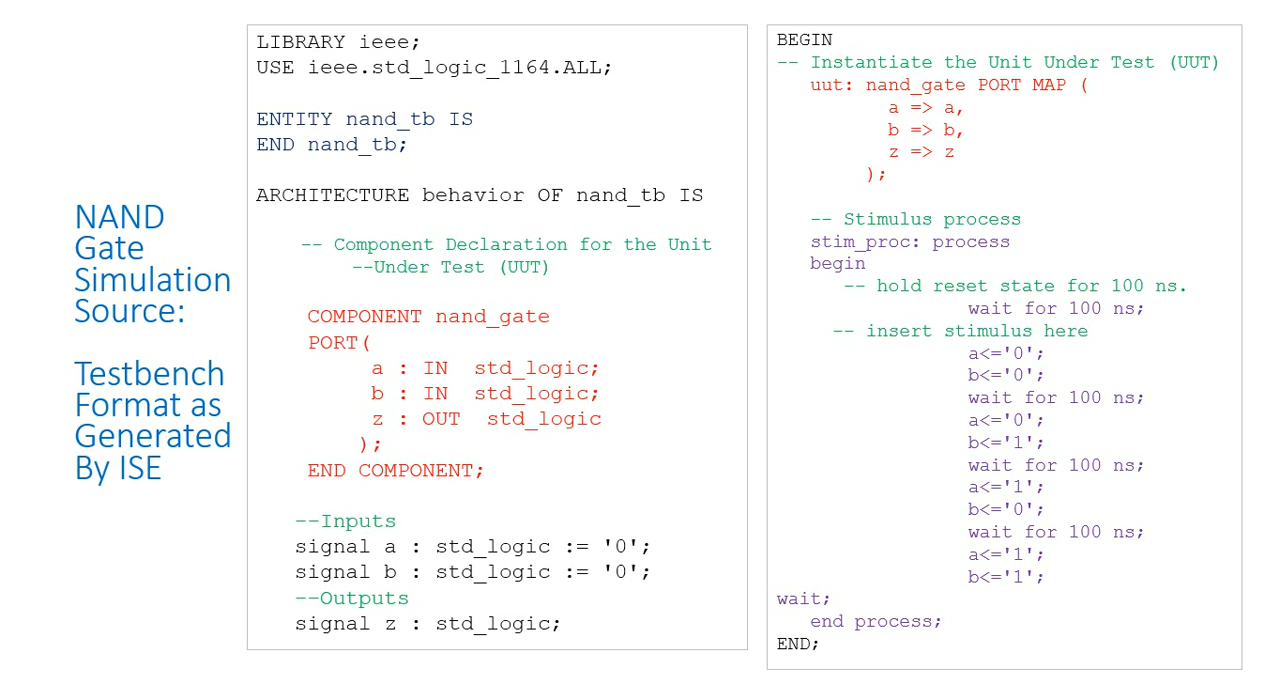 NAND
Gate
Simulation
Source:
Testbench
Format as
Generated
By ISE
LIBRARY ieee;
USE ieee.std_logic_1164.ALL;
ENTITY nand_tb IS
END nand_tb;
ARCHITECTURE behavior OF nand_tb IS
-- Component Declaration for the Unit
--Under Test (UUT)
COMPONENT nand_gate
PORT(
a : IN  std_logic;
b : IN  std_logic;
z : OUT  std_logic
);
END COMPONENT;
--Inputs
signal a : std_logic := '0';
signal b : std_logic := '0';
--Outputs
signal z : std_logic;
BEGIN
-- Instantiate the Unit Under Test (UUT)
uut: nand_gate PORT MAP (
a => a,
b => b,
z => z
);
-- Stimulus process
stim_proc: process
begin
-- hold reset state for 100 ns.
wait for 100 ns;
-- insert stimulus here
a<='0';
b<='0';
wait for 100 ns;
a<='0';
b<='1';
wait for 100 ns;
a<='1';
b<='0';
wait for 100 ns;
a<='1';
b<='1';
wait;
end process;
END;